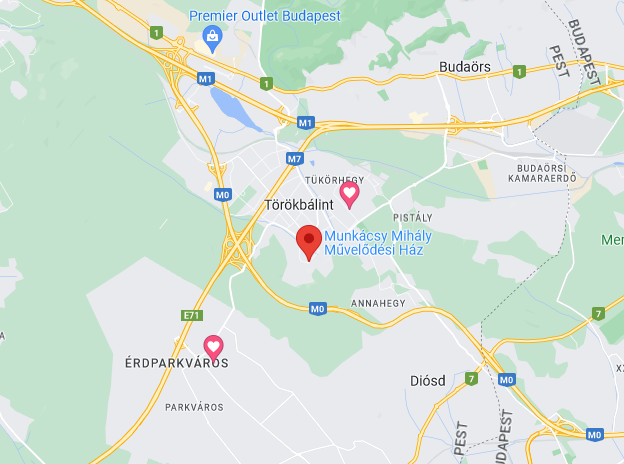 Premier Outlet Budapest
1
BUDAPEST
PEST
Budaörs
1
M1
1
M1
M7
BUDAÖRSI
KAMARAERDŐ
TÜKÖRHEGY
M0
Törökbálint
PISTÁLY
Munkácsy Mihály
Művelődési Ház
Mer
ANNAHEGY
M0
E71
7
A
ÉRDPARKVÁROS
X
Diósd
7
M0
PARKVÁROS
PEST
UDAPES
M0